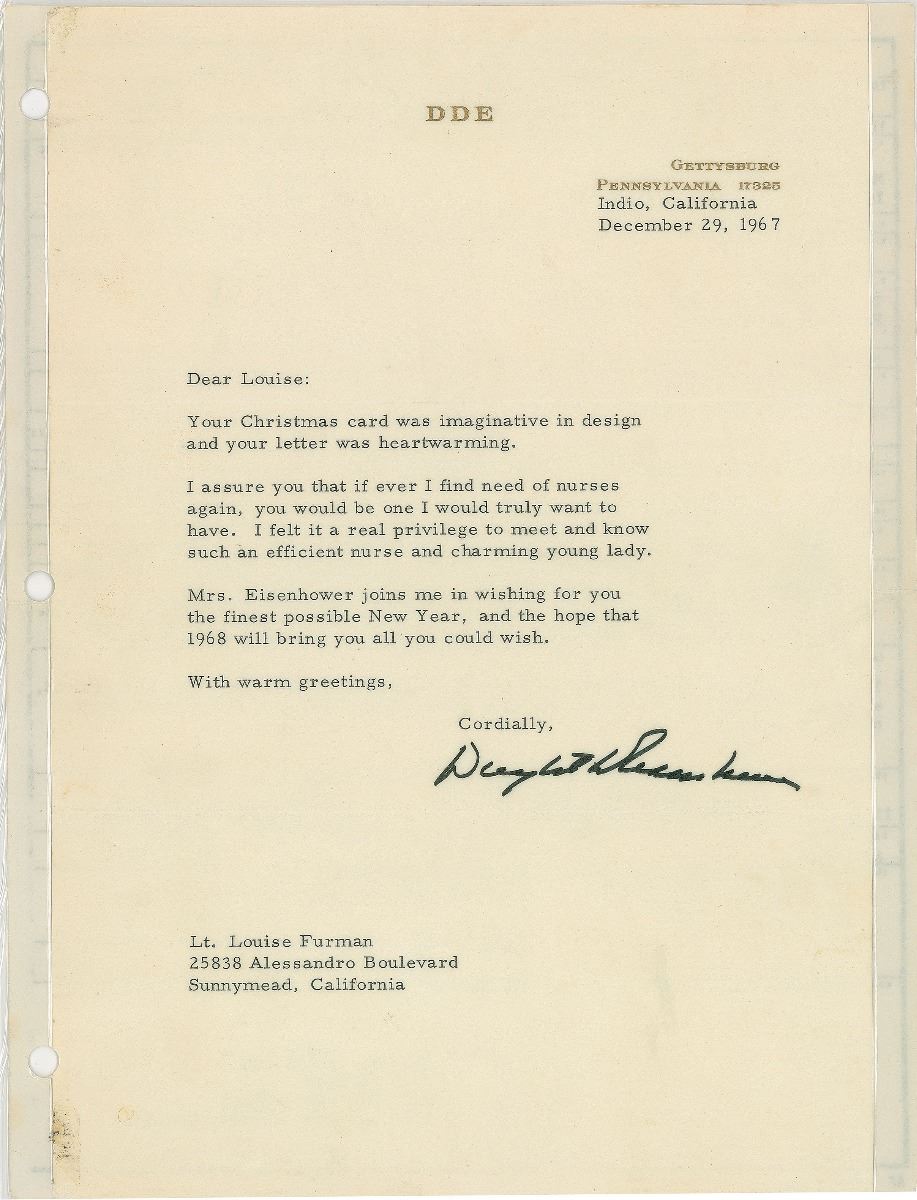 DDE
GETTYSBURG
PENNSYLVANIA 17325
Indio, California
December 29, 1967
Dear Louise:
Your Christmas card was imaginative in design
and your letter was heartwarming.
I assure you that if ever I find need of nurses
again, you would be one I would truly want to
have. I felt it a real privilege to meet and know
such an efficient nurse and charming young lady.
Mrs. Eisenhower joins me in wishing for you
the finest possible New Year, and the hope that
1968 will bring you all you could wish.
With warm greetings,
Cordially,
Dwight D Eisenhower
Lt. Louise Furman
25838 Alessandro Boulevard
Sunnymead, California